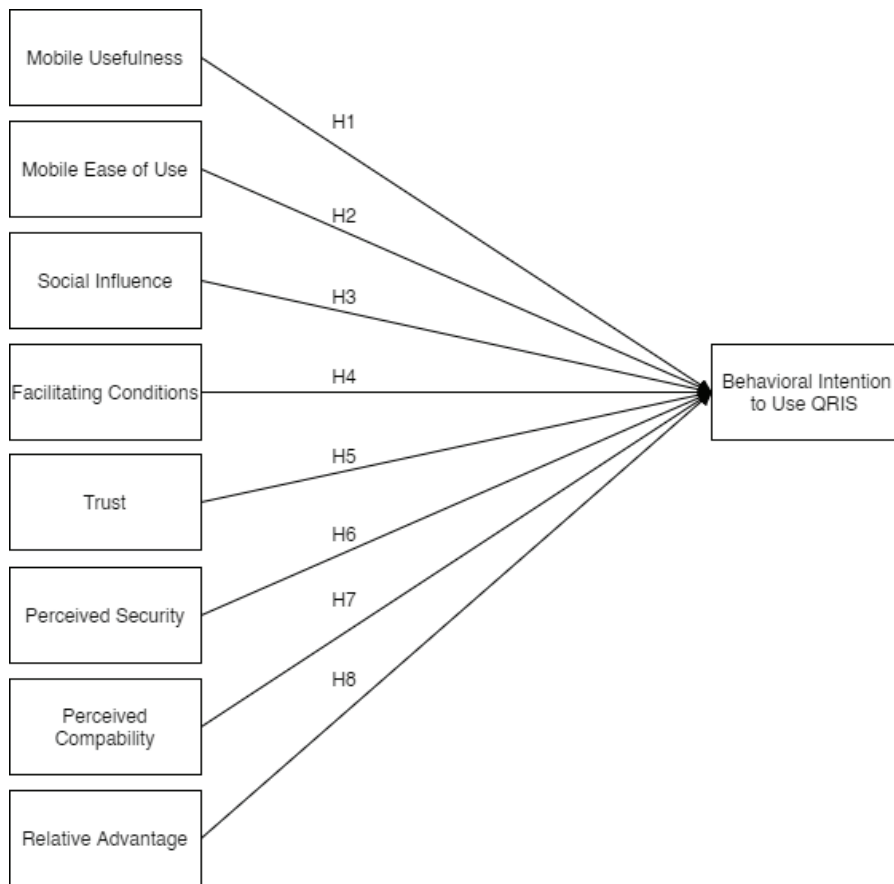 Mobile Usefulness
H1
Mobile Ease of Use
H2
Social Influence
H3
Facilitating Conditions
H4
Behavioral Intention
to Use QRIS
Trust
H5
Perceived Security
H6
Perceived
Compability
H7
Relative Advantage
H8